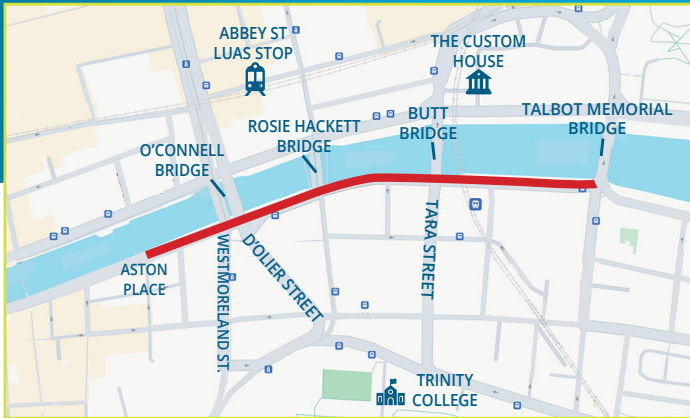 ABBEY ST
LUAS STOP
THE CUSTOM
HOUSE
ROSIE HACKETT
BRIDGE
BUTT
BRIDGE
TALBOT MEMORIAL
BRIDGE
O'CONNELL
BRIDGE
ASTON
PLACE
WESTMORELAND ST.
D'OLIER STREET
TARA STREET
TRINITY
COLLEGE